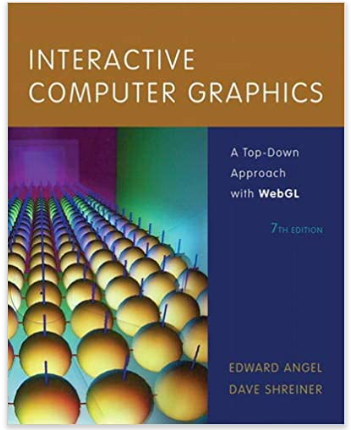 INTERACTIVE
COMPUTER GRAPHICS
A Top-Down
Approach
with WebGL
7TH EDITION
EDWARD ANGEL
DAVE SHREINER